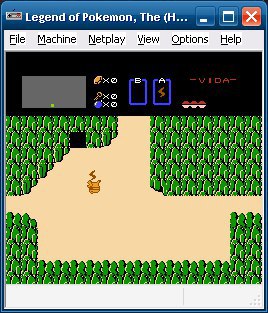 Legend of Pokemon, The (H...
File Machine Netplay View Options Help
X0 B A -VIDA-
X0
X0